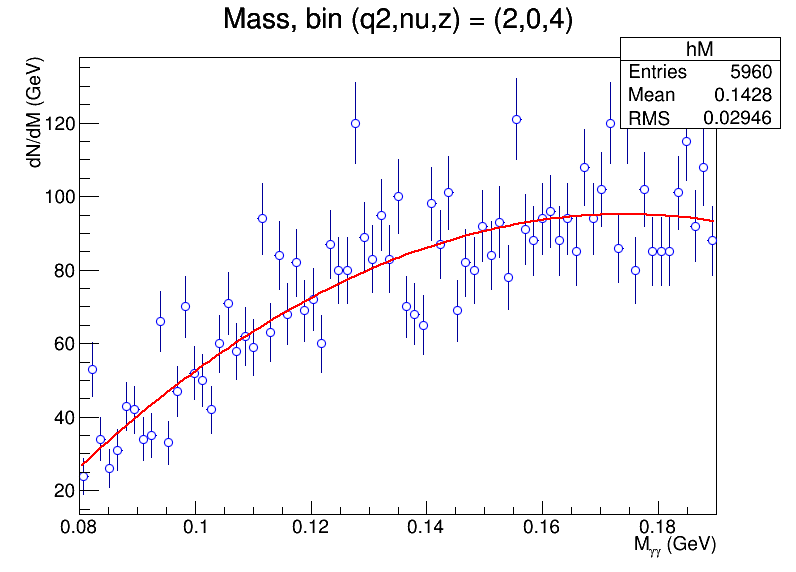 Mass, bin (q2,nu,z) = (2,0,4)
hM
Entries 5960
Mean 0.1428
RMS 0.02946
dN/dM (GeV)
120
100
80
60
40
20
0.08 0.1 0.12 0.14 0.16 0.18
Mγγ (GeV)